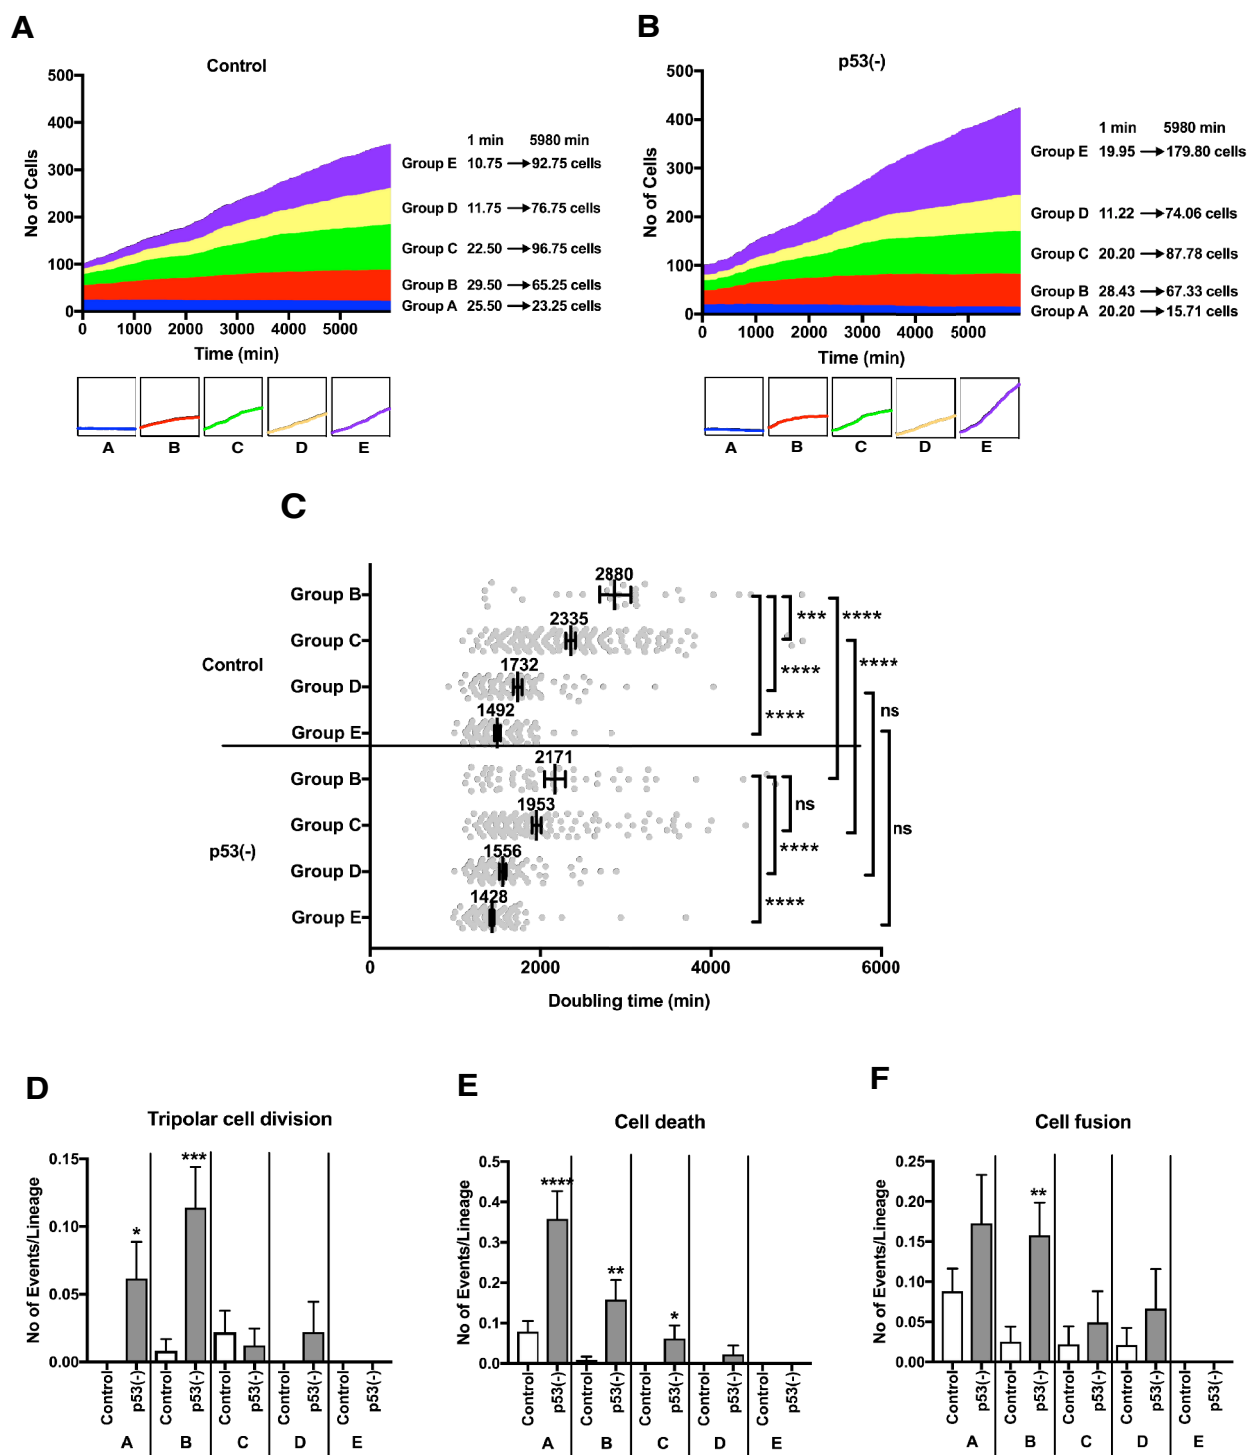 A
Control
No of Cells
500
400
300
200
100
0
0 1000 2000 3000 4000 5000
Time (min)
1 min 5980 min
Group E 10.75 → 92.75 cells
Group D 11.75 → 76.75 cells
Group C 22.50 → 96.75 cells
Group B 29.50 → 65.25 cells
Group A 25.50 → 23.25 cells
A B C D E
B
p53(-)
No of Cells
500
400
300
200
100
0
0 1000 2000 3000 4000 5000
Time (min)
1 min 5980 min
Group E 19.95 → 179.80 cells
Group D 11.22 → 74.06 cells
Group C 20.20 → 87.78 cells
Group B 28.43 → 67.33 cells
Group A 20.20 → 15.71 cells
A B C D E
C
Control
Group B 2880
Group C 2335
Group D 1732
Group E 1492
p53(-)
Group B 2171
Group C 1953
Group D 1556
Group E 1428
*** ****
**** ****
**** ns
ns
ns
****
****
0 2000 4000 6000
Doubling time (min)
D
Tripolar cell division
No of Events/Lineage
0.15
0.10
0.05
0.00
* ***
Control p53(-) Control p53(-) Control p53(-) Control p53(-) Control p53(-)
A B C D E
E
Cell death
No of Events/Lineage
0.5
0.4
0.3
0.2
0.1
0.0
**** ** *
Control p53(-) Control p53(-) Control p53(-) Control p53(-) Control p53(-)
A B C D E
F
Cell fusion
No of Events/Lineage
0.25
0.20
0.15
0.10
0.05
0.00
**
Control p53(-) Control p53(-) Control p53(-) Control p53(-) Control p53(-)
A B C D E